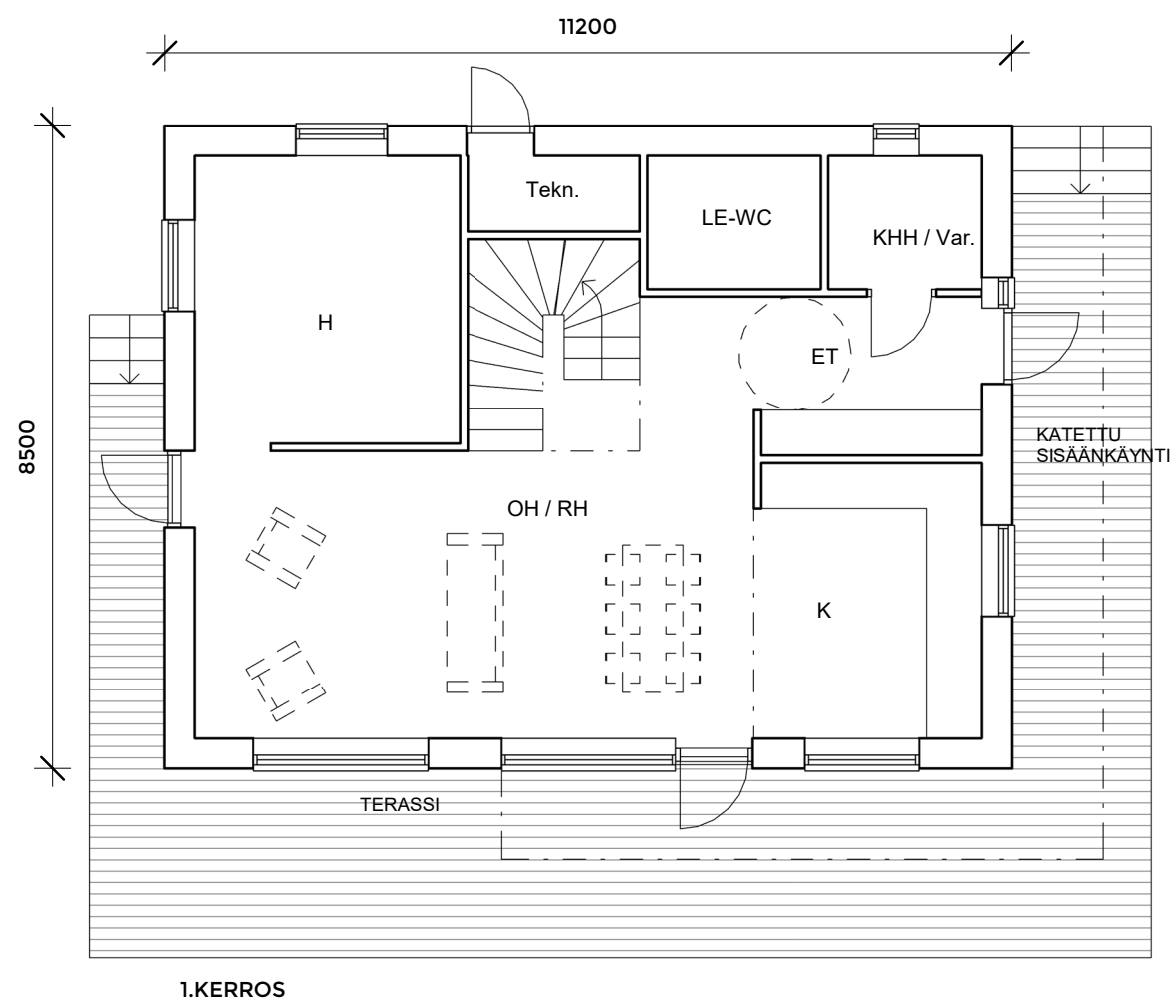 11200
Tekn.
LE-WC
KHH / Var.
H
ET
8500
KATETTU
SISÄÄNKÄYNTI
OH / RH
K
TERASSI
1.KERROS